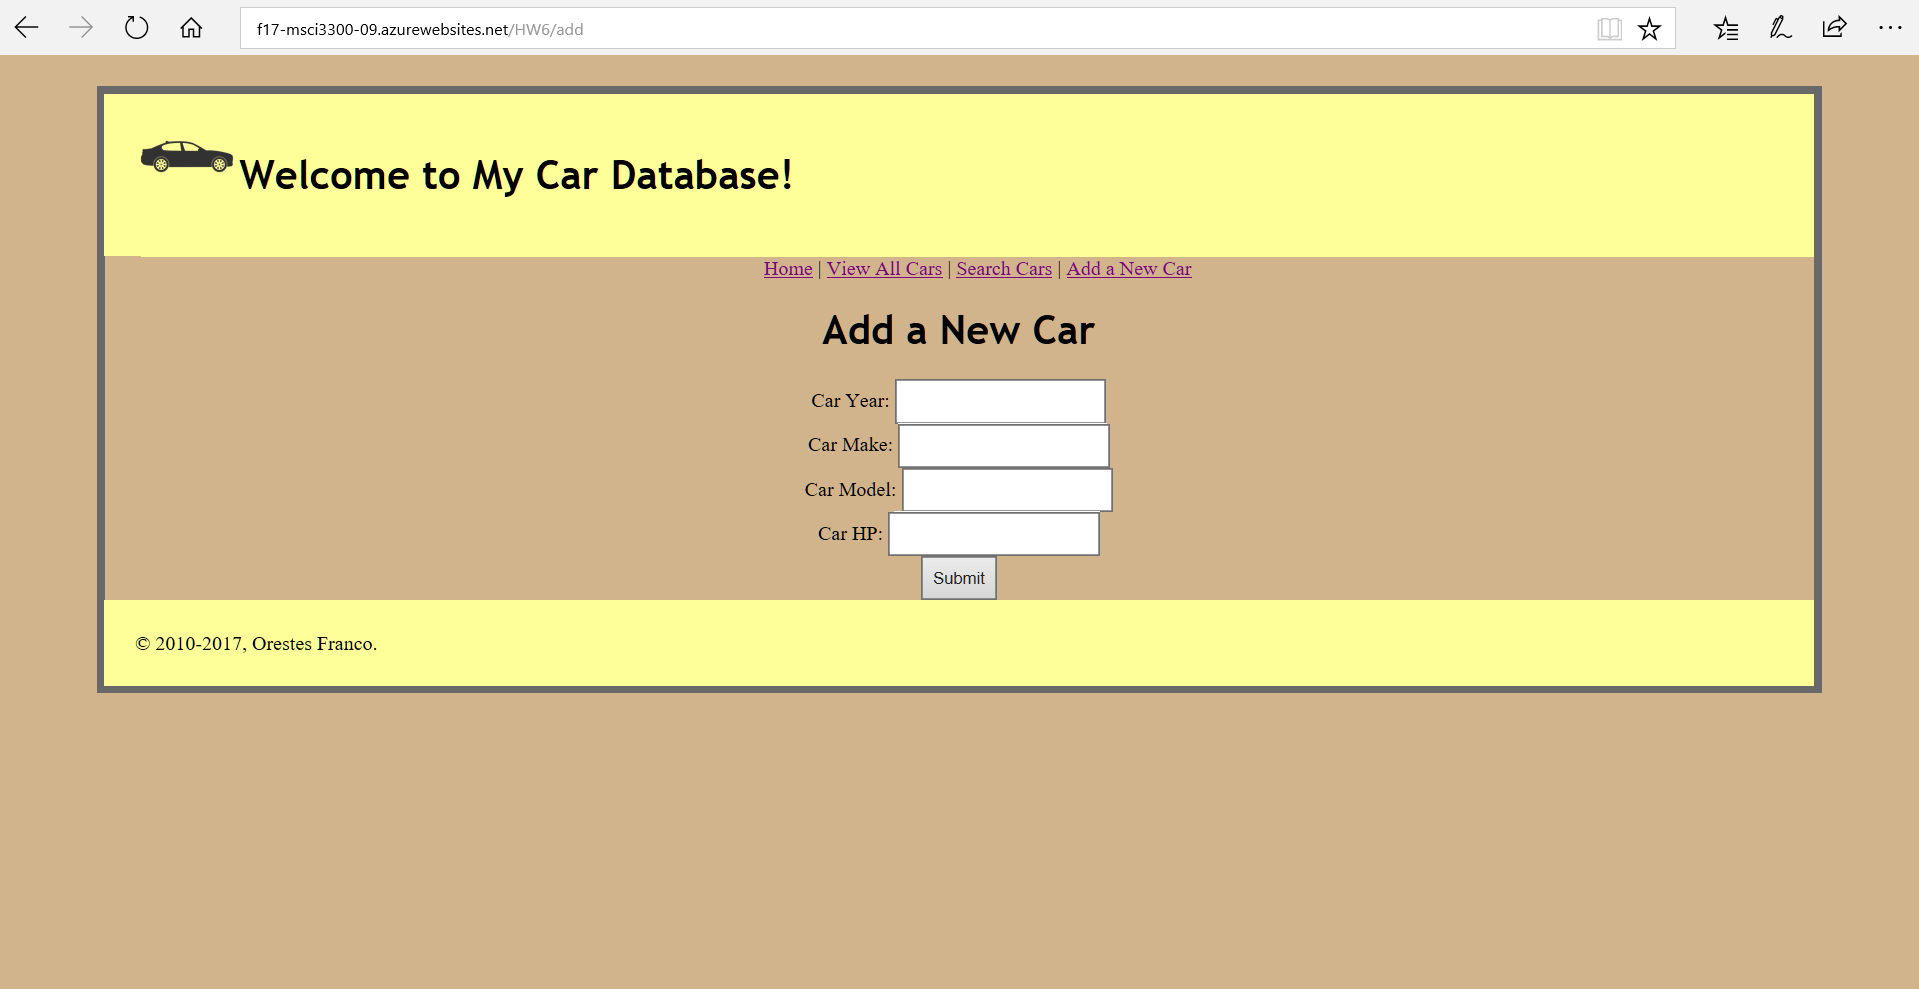 f17-msci3300-09.azurewebsites.net/HW6/add
Welcome to My Car Database!
Home | View All Cars | Search Cars | Add a New Car
Add a New Car
Car Year:
Car Make:
Car Model:
Car HP:
Submit
© 2010-2017, Orestes Franco.